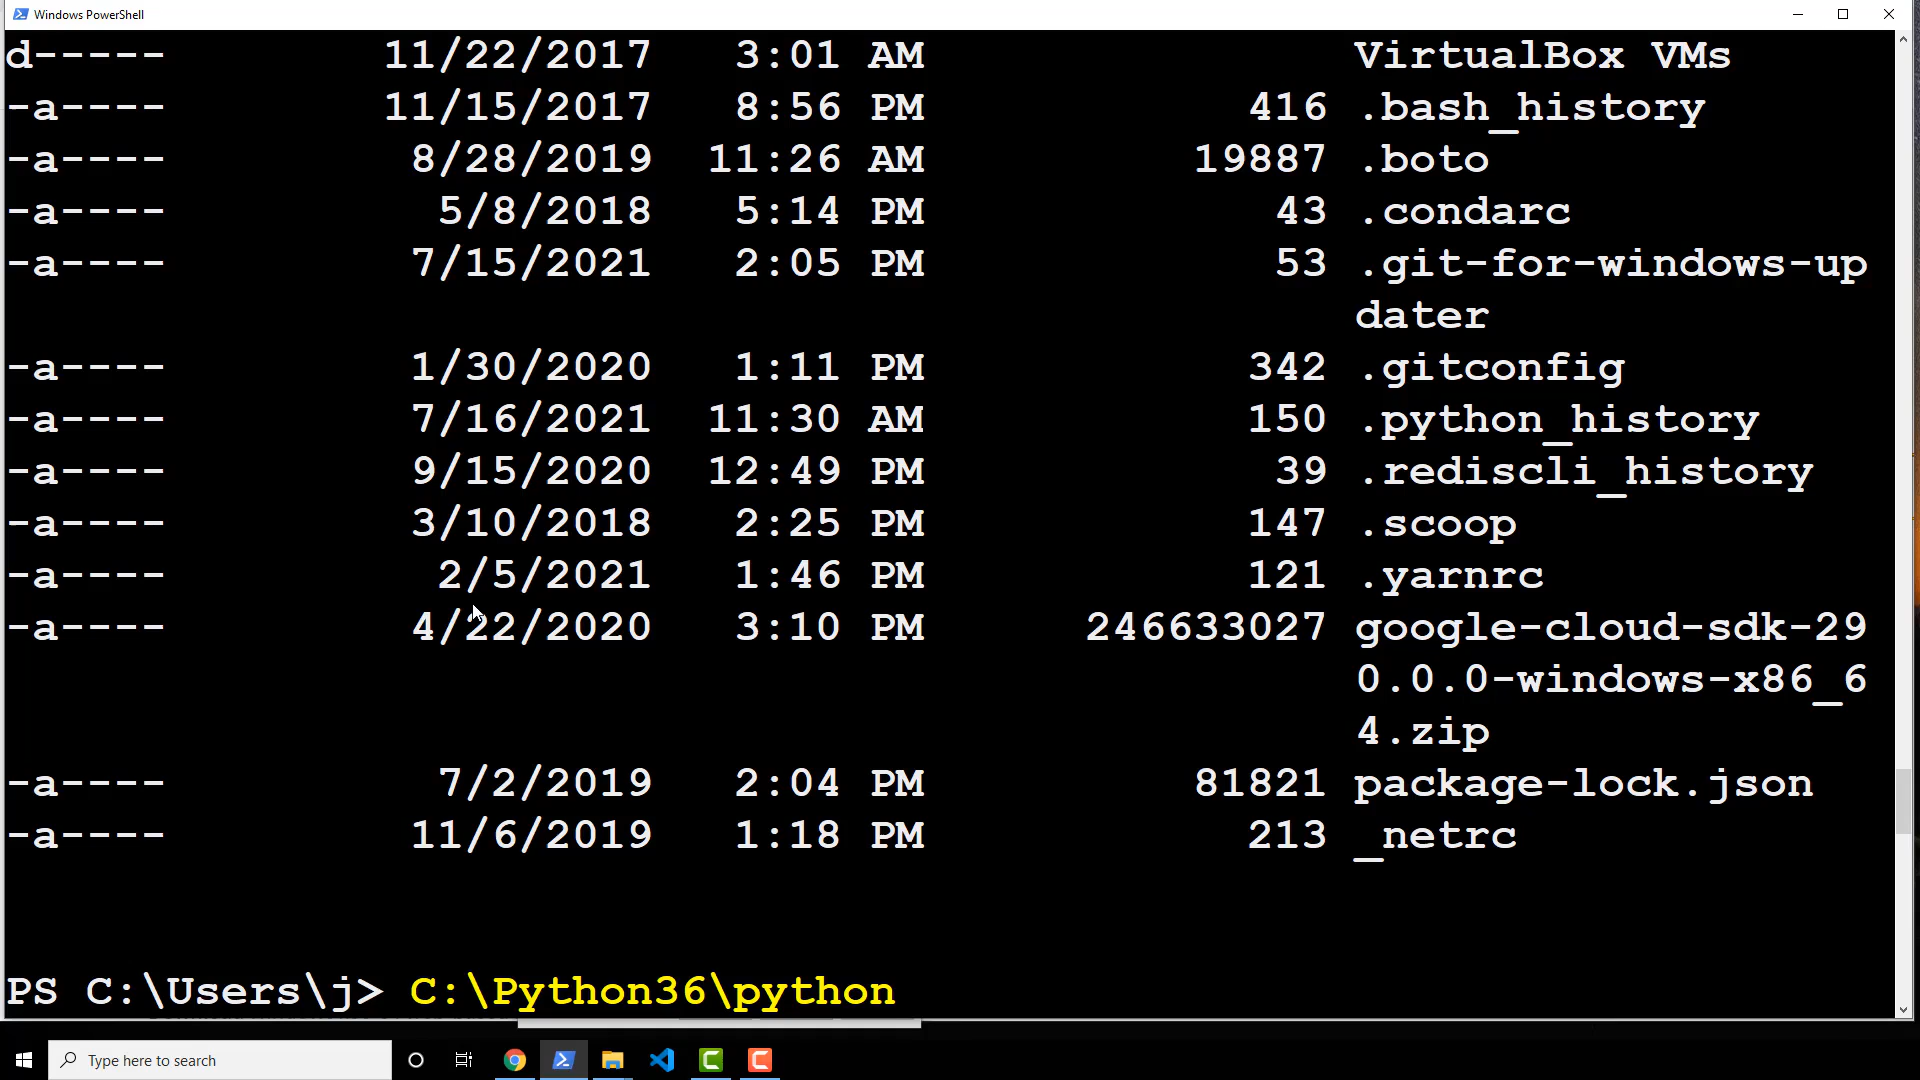 Windows PowerShell
d----- 11/22/2017 3:01 AM VirtualBox VMs
-a---- 11/15/2017 8:56 PM 416 .bash_history
-a---- 8/28/2019 11:26 AM 19887 .boto
-a---- 5/8/2018 5:14 PM 43 .condarc
-a---- 7/15/2021 2:05 PM 53 .git-for-windows-up
dater
-a---- 1/30/2020 1:11 PM 342 .gitconfig
-a---- 7/16/2021 11:30 AM 150 .python_history
-a---- 9/15/2020 12:49 PM 39 .rediscli_history
-a---- 3/10/2018 2:25 PM 147 .scoop
-a---- 2/5/2021 1:46 PM 121 .yarnrc
-a---- 4/22/2020 3:10 PM 246633027 google-cloud-sdk-29
0.0.0-windows-x86_6
4.zip
-a---- 7/2/2019 2:04 PM 81821 package-lock.json
-a---- 11/6/2019 1:18 PM 213 _netrc
PS C:\Users\j> C:\Python36\python
Type here to search